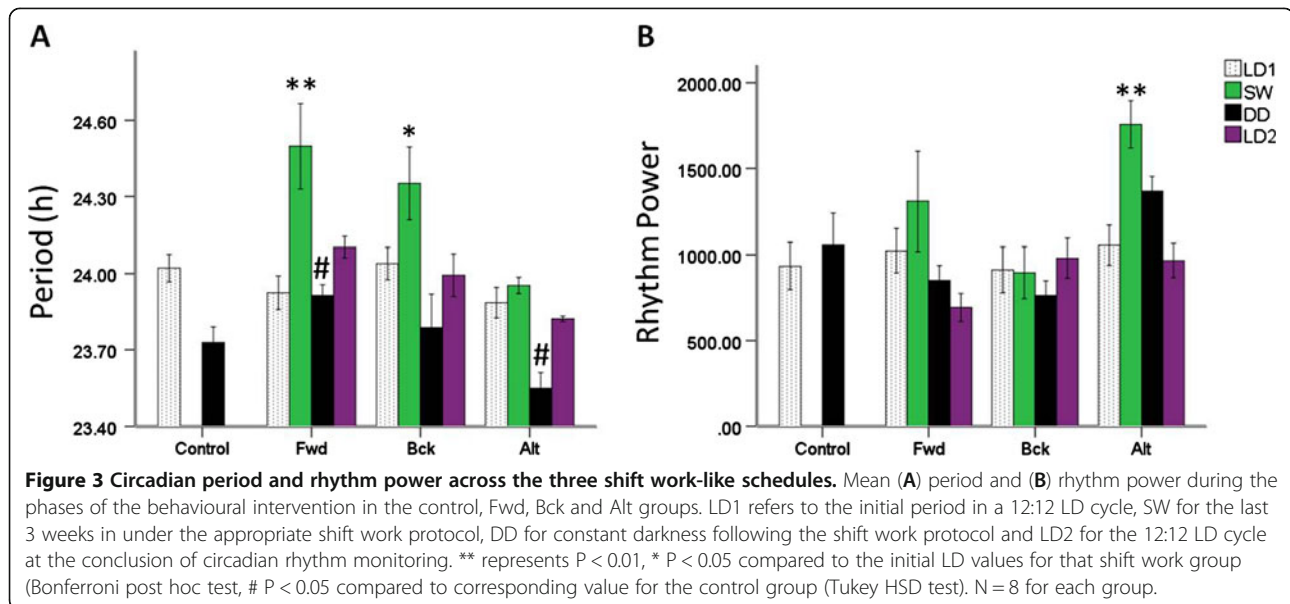 A
B
** 
*
#
#
**
24.60
24.30
24.00
23.70
23.40
Period (h)
Control Fwd Bck Alt
2000.00
1500.00
1000.00
500.00
.00
Rhythm Power
Control Fwd Bck Alt
LD1
SW
DD
LD2
Figure 3 Circadian period and rhythm power across the three shift work-like schedules. Mean (A) period and (B) rhythm power during the
phases of the behavioural intervention in the control, Fwd, Bck and Alt groups. LD1 refers to the initial period in a 12:12 LD cycle, SW for the last
3 weeks in under the appropriate shift work protocol, DD for constant darkness following the shift work protocol and LD2 for the 12:12 LD cycle
at the conclusion of circadian rhythm monitoring. ** represents P < 0.01, * P < 0.05 compared to the initial LD values for that shift work group
(Bonferroni post hoc test, # P < 0.05 compared to corresponding value for the control group (Tukey HSD test). N = 8 for each group.